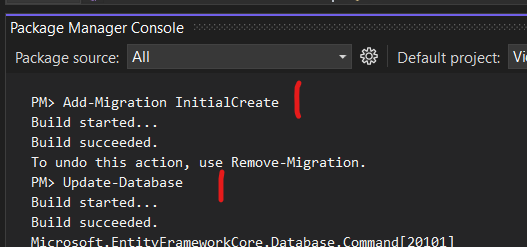 Package Manager Console
Package source: All
Default project:
PM> Add-Migration InitialCreate
Build started...
Build succeeded.
To undo this action, use Remove-Migration.
PM> Update-Database
Build started...
Build succeeded.
Microsoft.EntityFrameworkCore.Database.Command[20101]